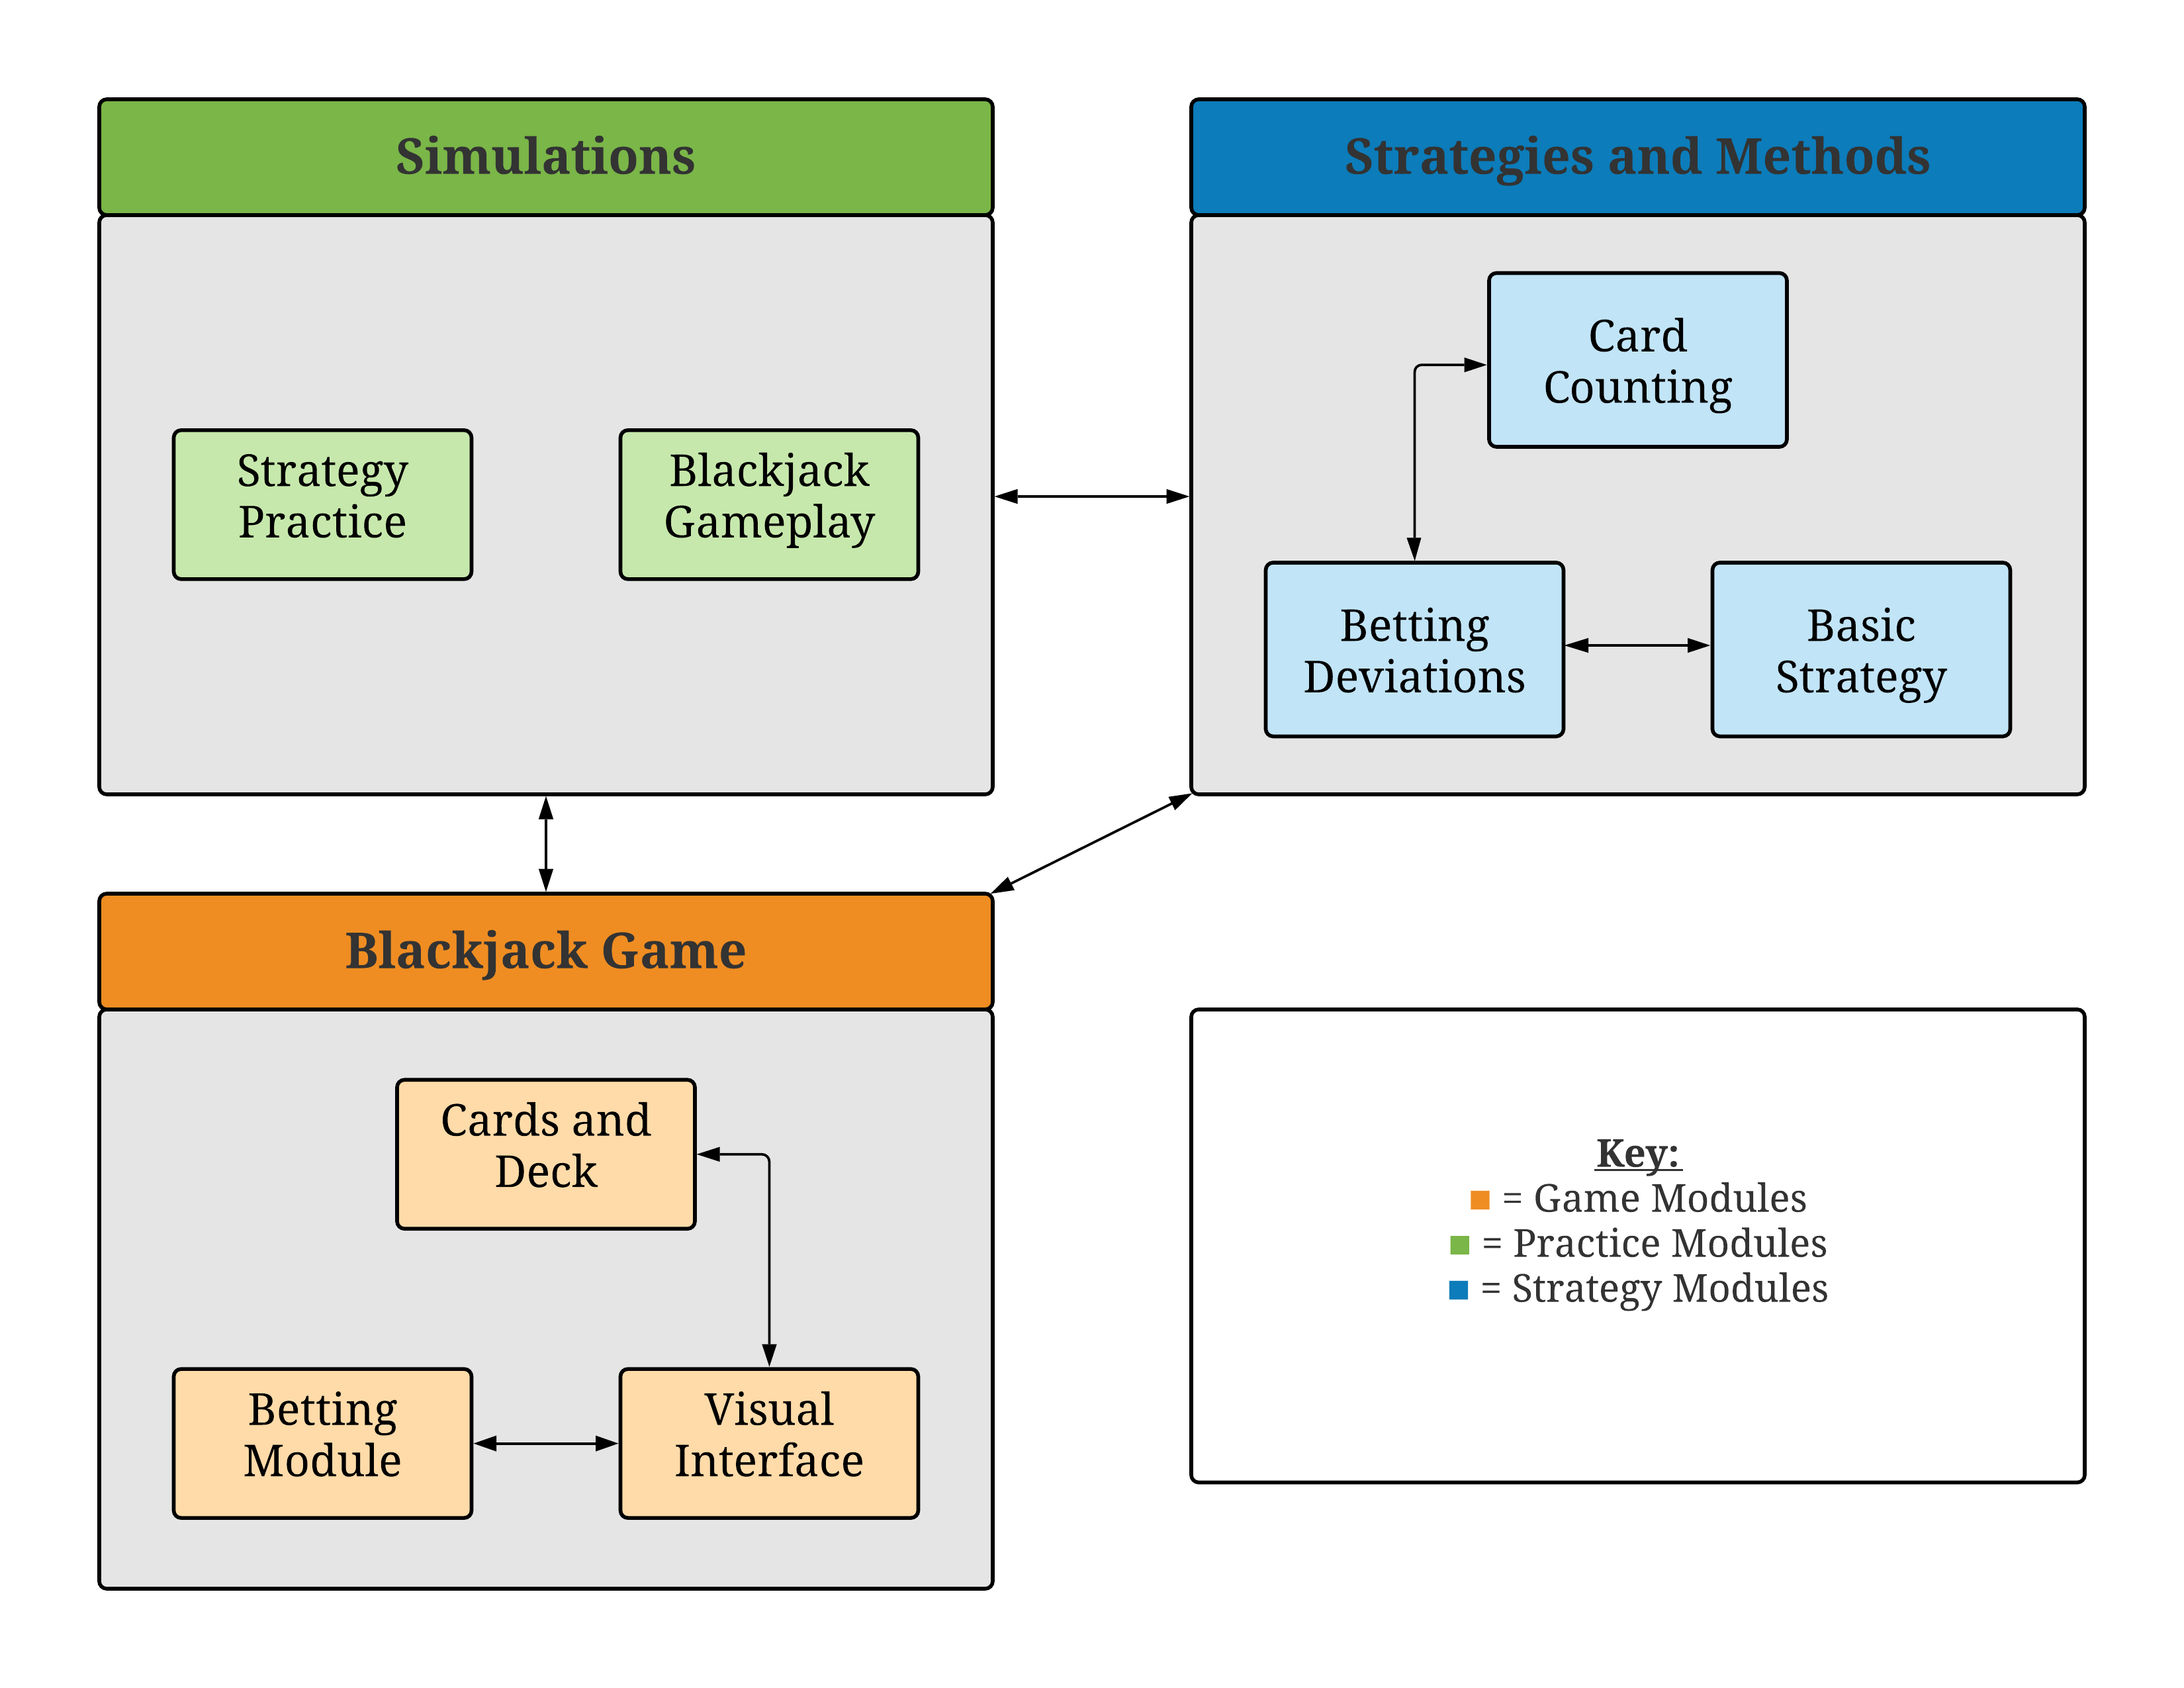 Simulations
Strategy
Practice
Blackjack
Gameplay
Strategies and Methods
Card
Counting
Betting
Deviations
Basic
Strategy
Blackjack Game
Cards and
Deck
Betting
Module
Visual
Interface
Key:
= Game Modules
= Practice Modules
= Strategy Modules